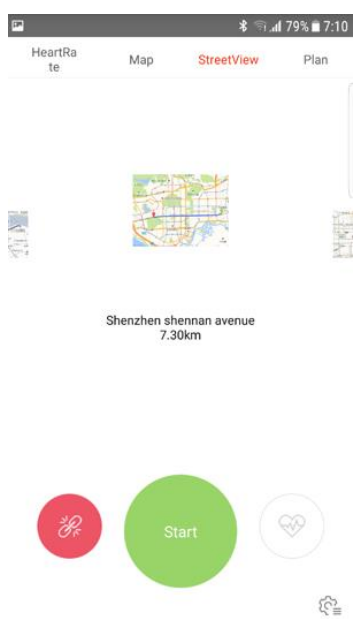 79% 7:10
HeartRa
te
Map
StreetView
Plan
Shenzhen shennan avenue
7.30km
Start